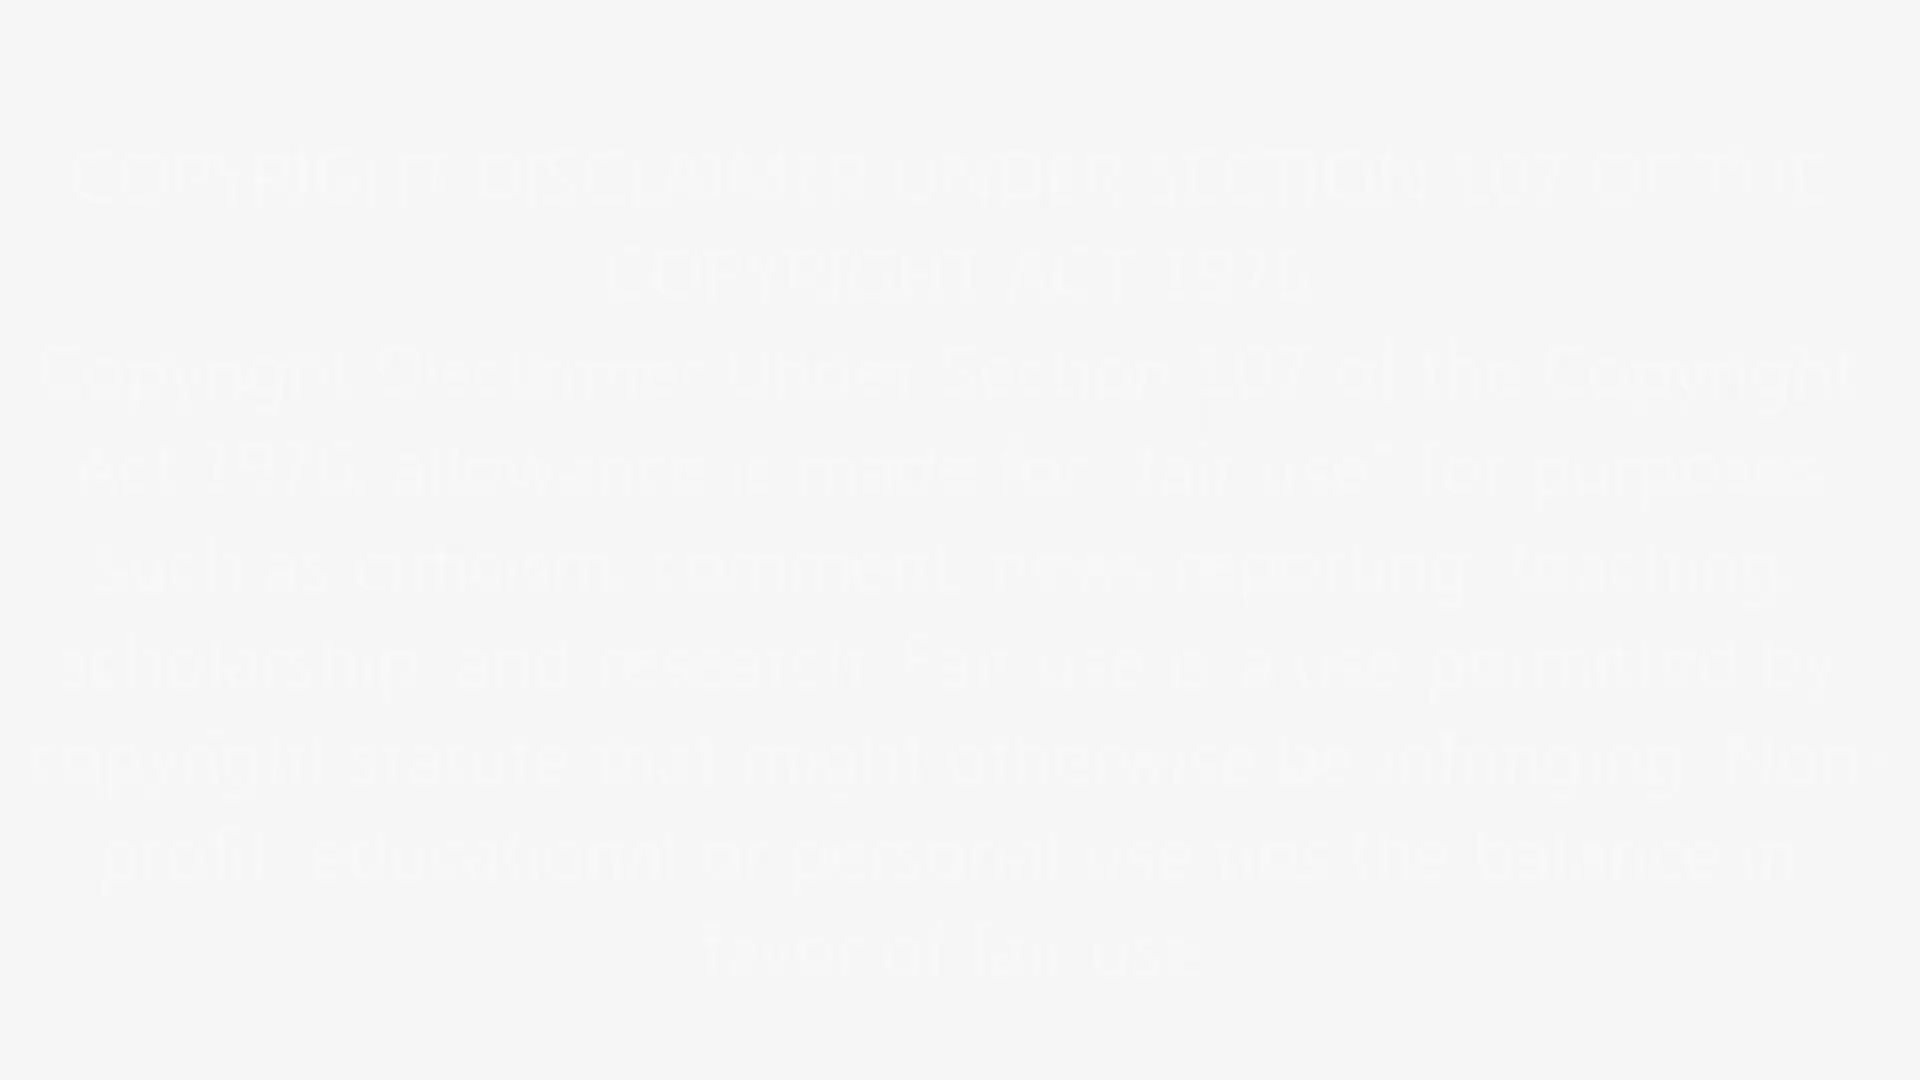 COPYRIGHT DISCLAIMER UNDER SECTION 107 OF THE
COPYRIGHT ACT 1976
Copyright Disclaimer Under Section 107 of the Copyright
Act 1976, allowance is made for "fair use" for purposes
such as criticism, comment, news reporting, teaching,
scholarship, and research. Fair use is a use permitted by
copyright statute that might otherwise be infringing. Non-
profit, educational or personal use tips the balance in
favor of fair use.